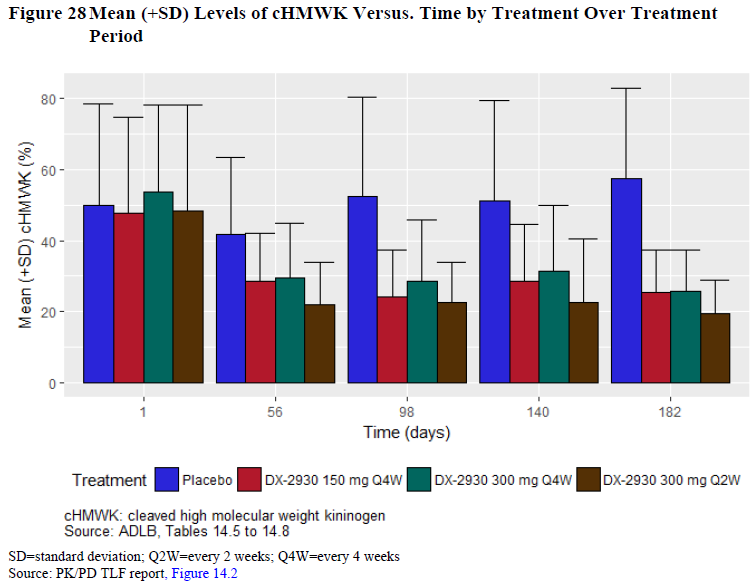 Figure 28 Mean (+SD) Levels of cHMWK Versus. Time by Treatment Over Treatment
Period
Mean (+SD) cHMWK (%)
80
60
40
20
0
1 56 98 140 182
Time (days)
Treatment Placebo DX-2930 150 mg Q4W DX-2930 300 mg Q4W DX-2930 300 mg Q2W
cHMWK: cleaved high molecular weight kininogen
Source: ADLB, Tables 14.5 to 14.8
SD=standard deviation; Q2W=every 2 weeks; Q4W=every 4 weeks
Source: PK/PD TLF report, Figure 14.2